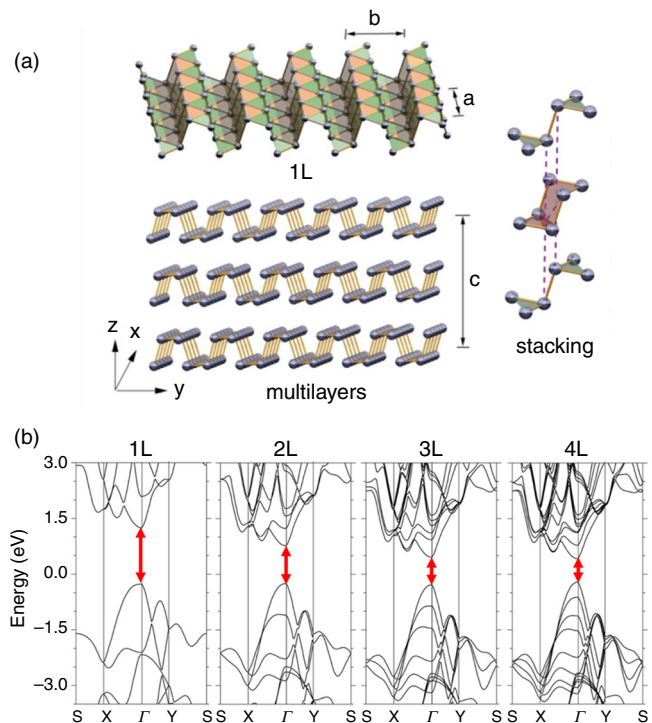 (a)
b
a
1L
c
z
x
y
multilayers
stacking
(b)
1L 2L 3L 4L
Energy (eV)
3.0
1.5
0.0
−1.5
−3.0
S X Γ Y S X Γ Y S X Γ Y S X Γ Y S